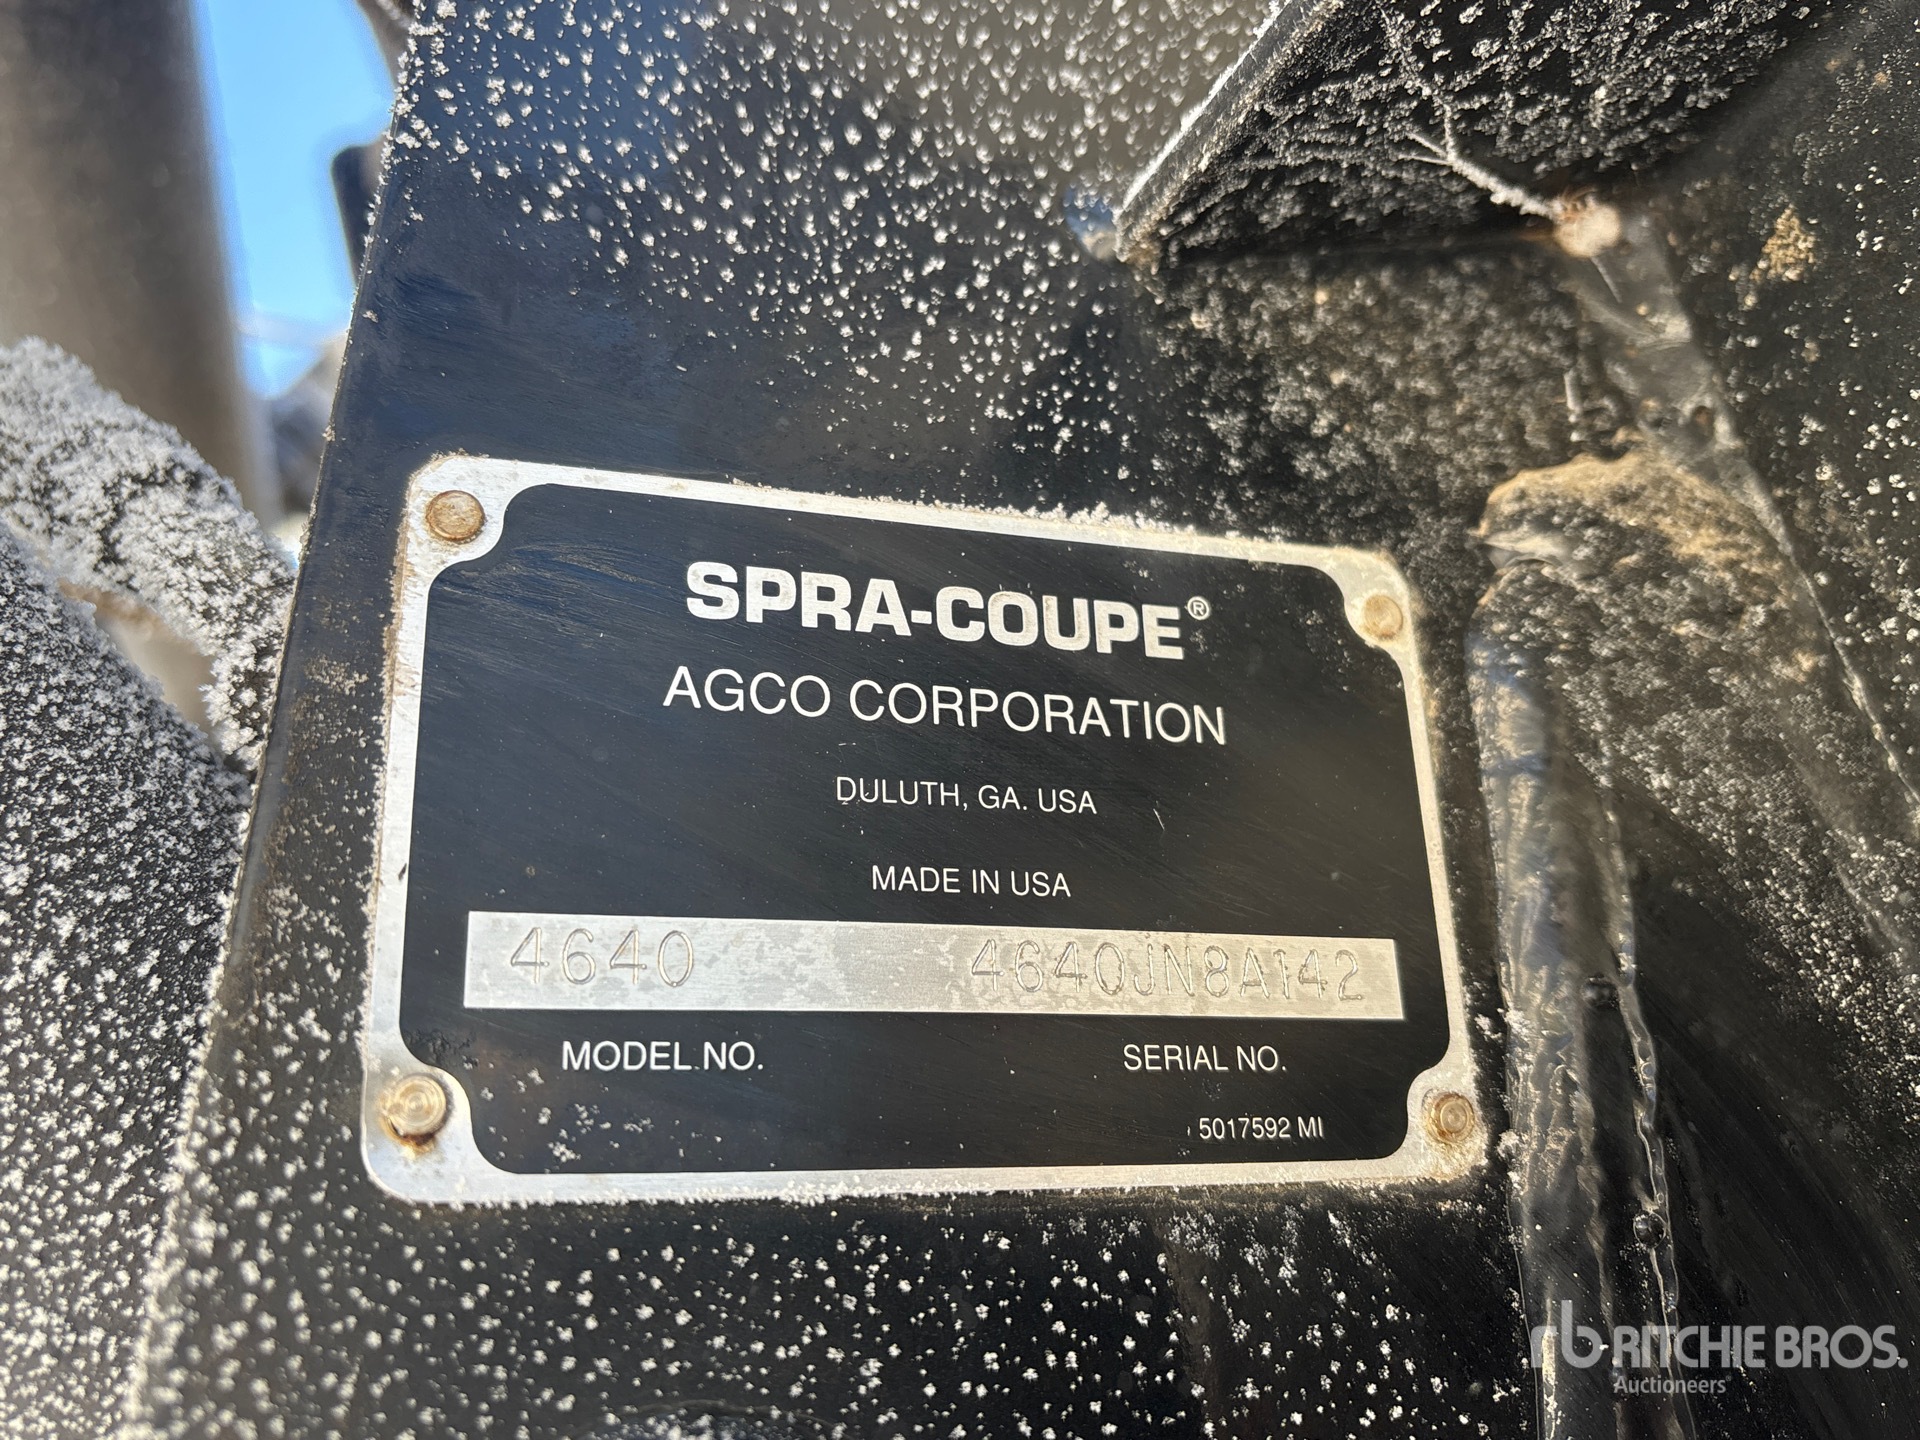 SPRA-COUPE®
AGCO CORPORATION
DULUTH, GA. USA
MADE IN USA
4640 4640JN8A142
MODEL NO. SERIAL NO.
5017592 MI
rb RITCHIE BROS.
Auctioneers